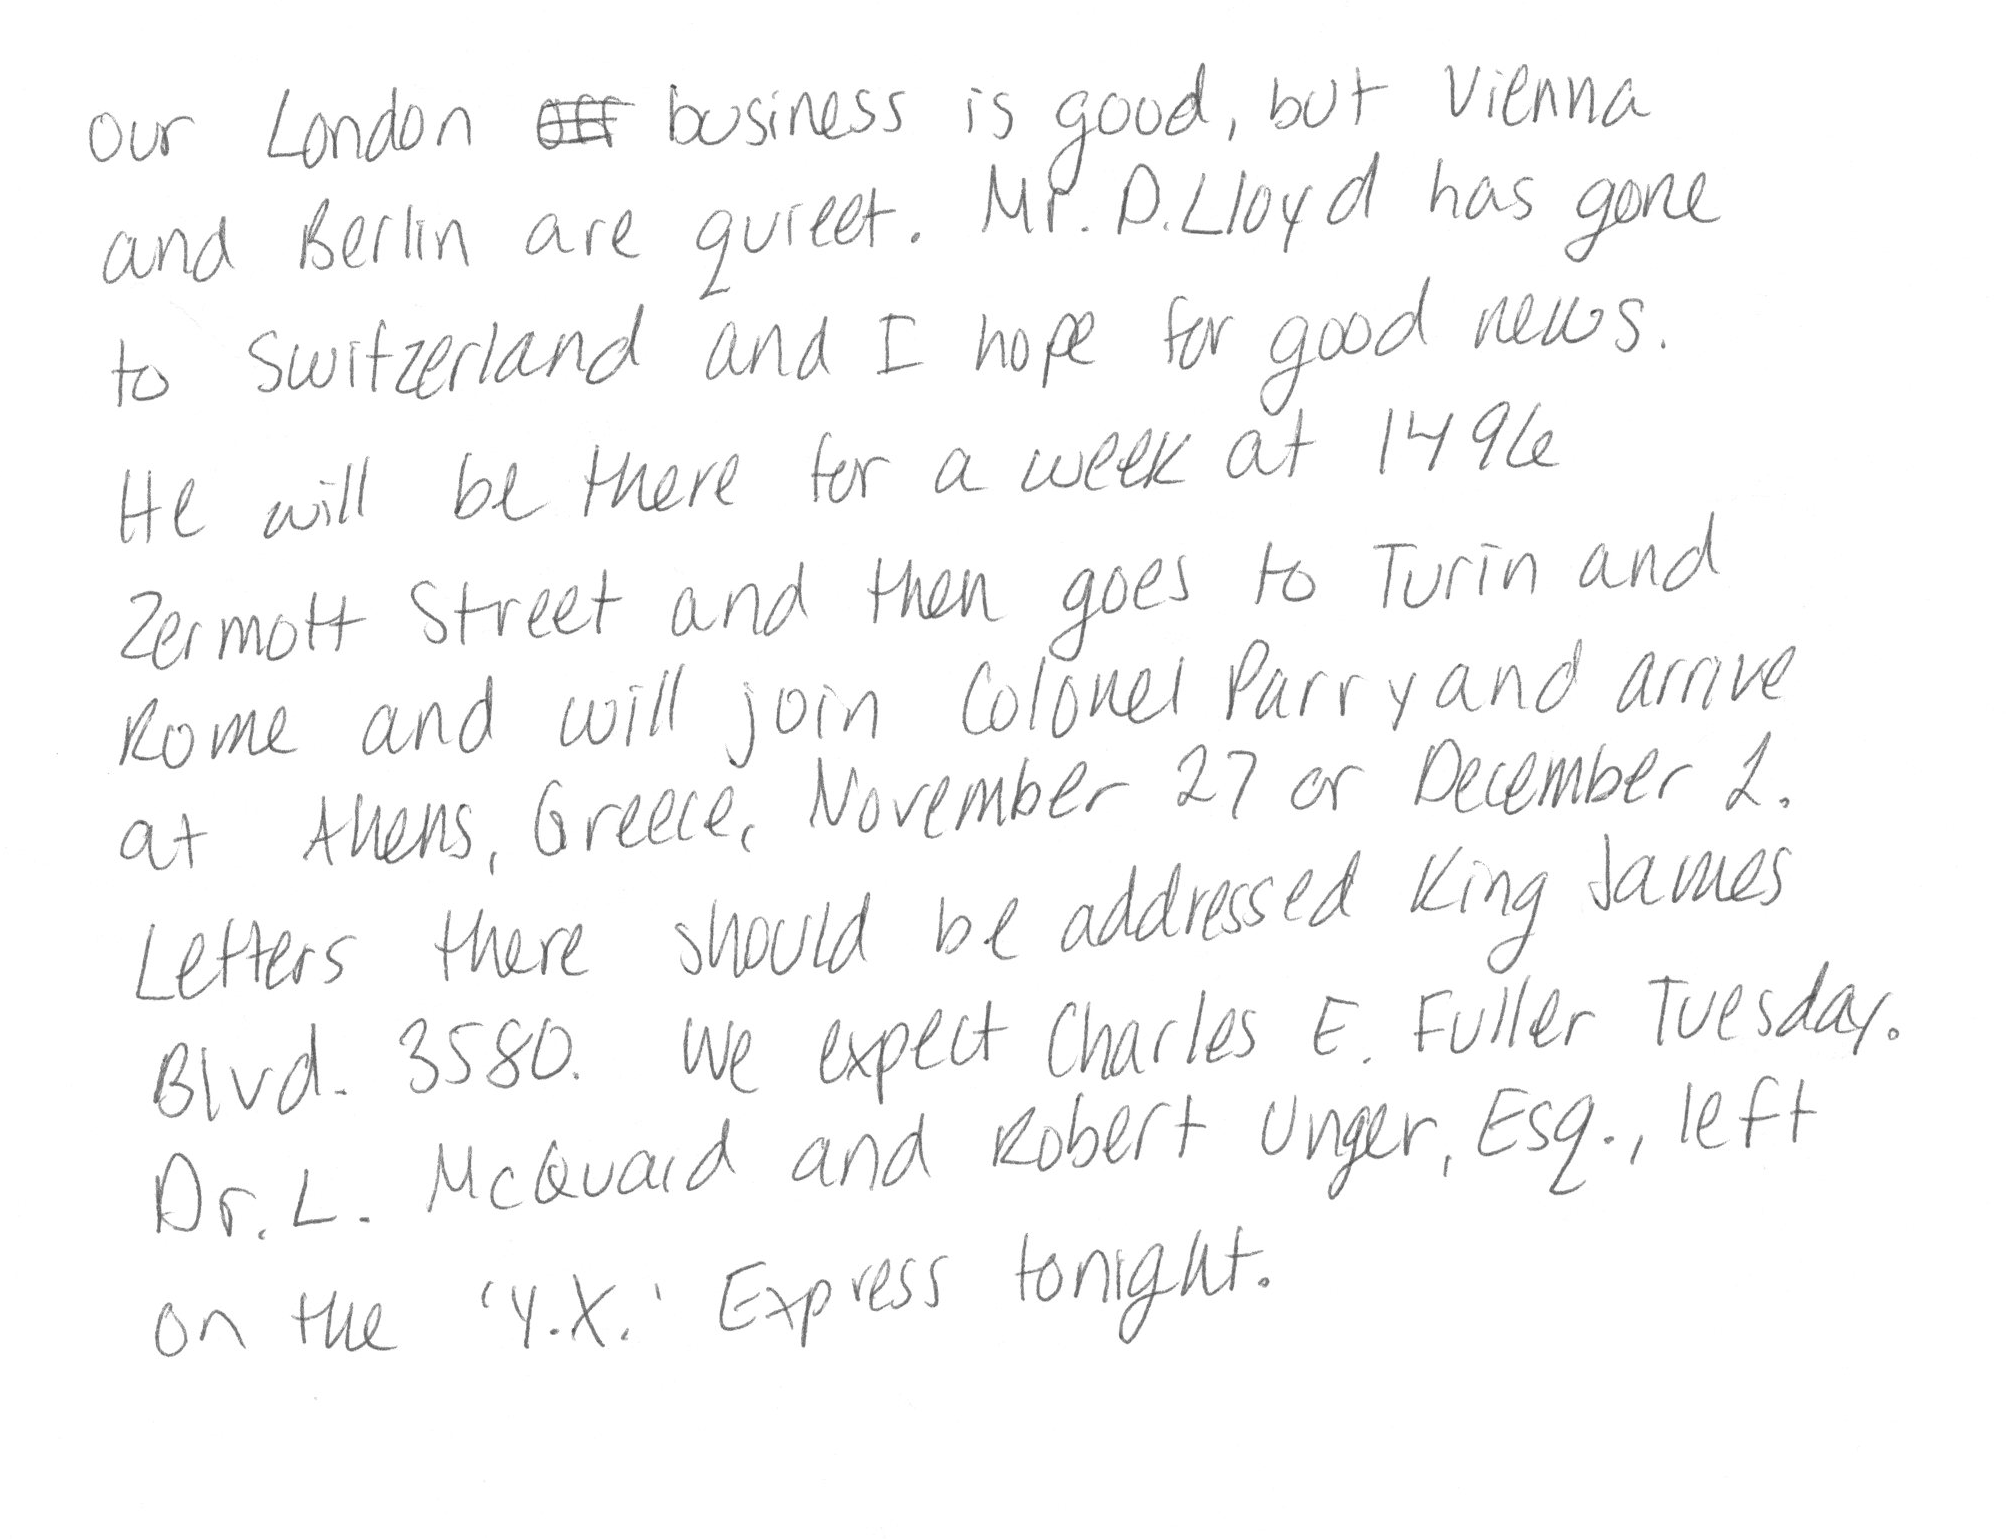 our London business is good, but Vienna
and Berlin are quieet. Mr. D. Lloyd has gone
to Switzerland and I hope for good news.
He will be there for a week at 1496
Zermott Street and then goes to Turin and
Rome and will join Colonel Parry and arrive
at Athens, Greece, November 27 or December 2.
Letters there should be addressed King James
Blvd. 3580. We expect Charles E. Fuller Tuesday.
Dr. L. McQuaid and Robert Unger, Esq., left
on the 'Y.X.' Express tonight.